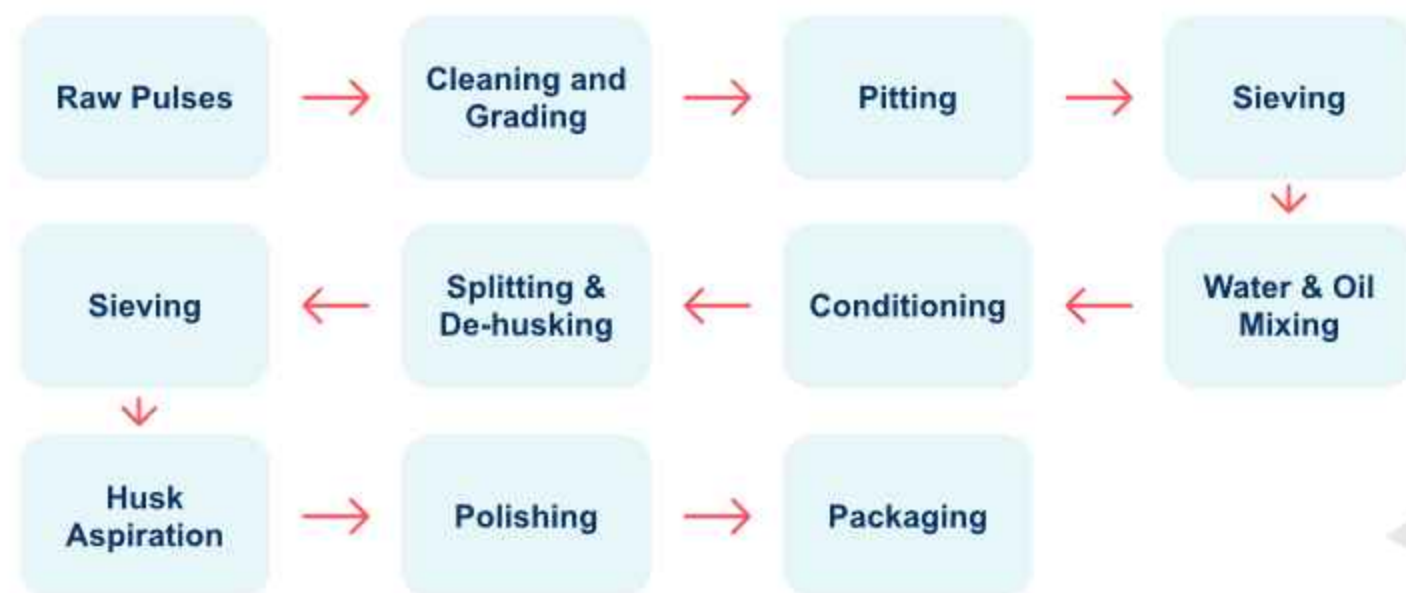 Raw Pulses
Cleaning and
Grading
Pitting
Sieving
Water & Oil
Mixing
Conditioning
Splitting &
De-husking
Sieving
Husk
Aspiration
Polishing
Packaging